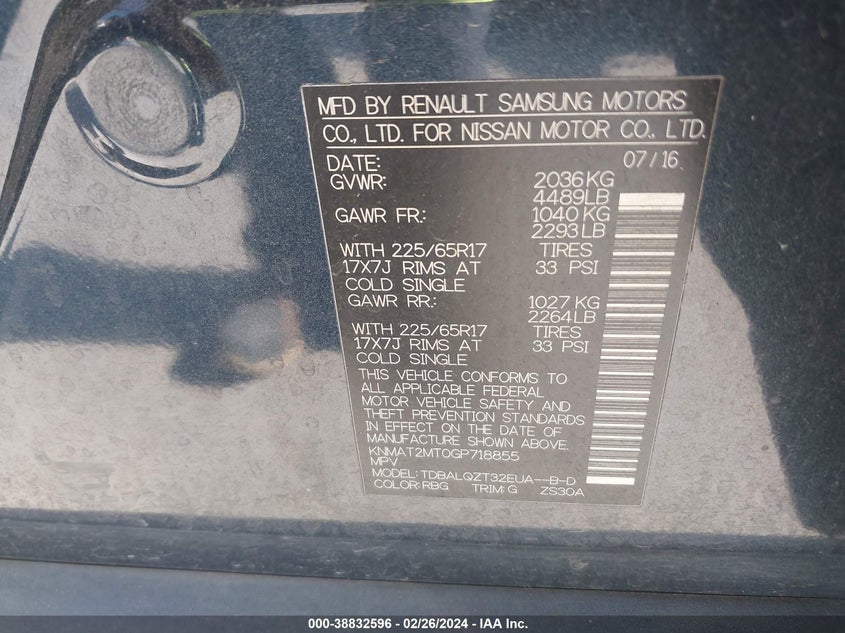 MFD BY RENAULT SAMSUNG MOTORS
CO., LTD. FOR NISSAN MOTOR CO., LTD.
DATE: 07/16
GVWR: 2036KG
4489LB
GAWR FR.: 1040KG
2293LB
WITH 225/65R17 TIRES
17X7J RIMS AT 33 PSI
COLD SINGLE
GAWR RR.: 1027KG
2264LB
WITH 225/65R17 TIRES
17X7J RIMS AT 33 PSI
COLD SINGLE
THIS VEHICLE CONFORMS TO
ALL APPLICABLE FEDERAL
MOTOR VEHICLE SAFETY AND
THEFT PREVENTION STANDARDS
IN EFFECT ON THE DATE OF
MANUFACTURE SHOWN ABOVE.
KNMAT2MT0GP718855
MPV
MODEL: TDBALQZT32EUA--B-D
COLOR: RBG TRIM: G ZS30A
000-38832596 - 02/26/2024 - IAA Inc.